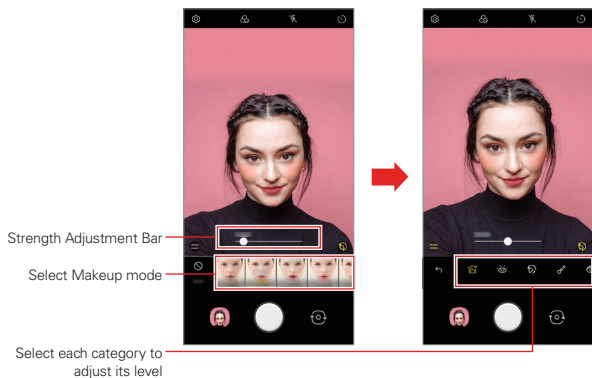 Strength Adjustment Bar
Select Makeup mode
Select each category to
adjust its level